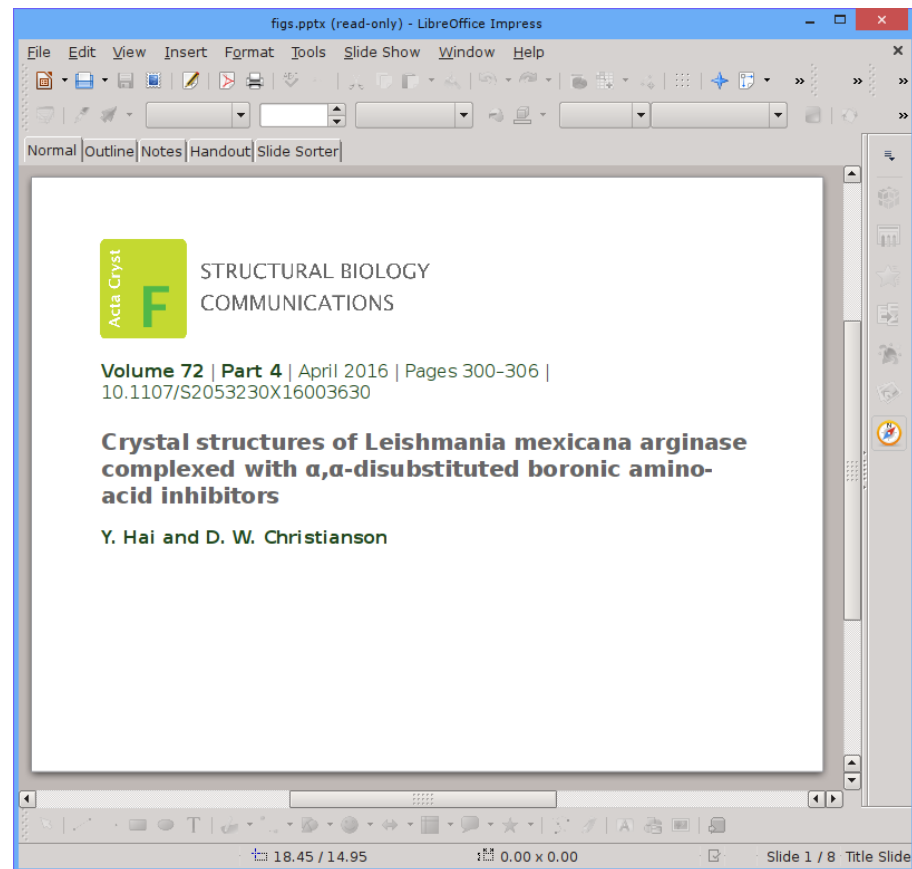 figs.pptx (read-only) - LibreOffice Impress
File Edit View Insert Format Tools Slide Show Window Help
Normal Outline Notes Handout Slide Sorter
Acta Cryst
F
STRUCTURAL BIOLOGY
COMMUNICATIONS
Volume 72 | Part 4 | April 2016 | Pages 300–306 |
10.1107/S2053230X16003630
Crystal structures of Leishmania mexicana arginase
complexed with α,α-disubstituted boronic amino-
acid inhibitors
Y. Hai and D. W. Christianson
18.45 / 14.95 0.00 x 0.00 Slide 1 / 8 Title Slide